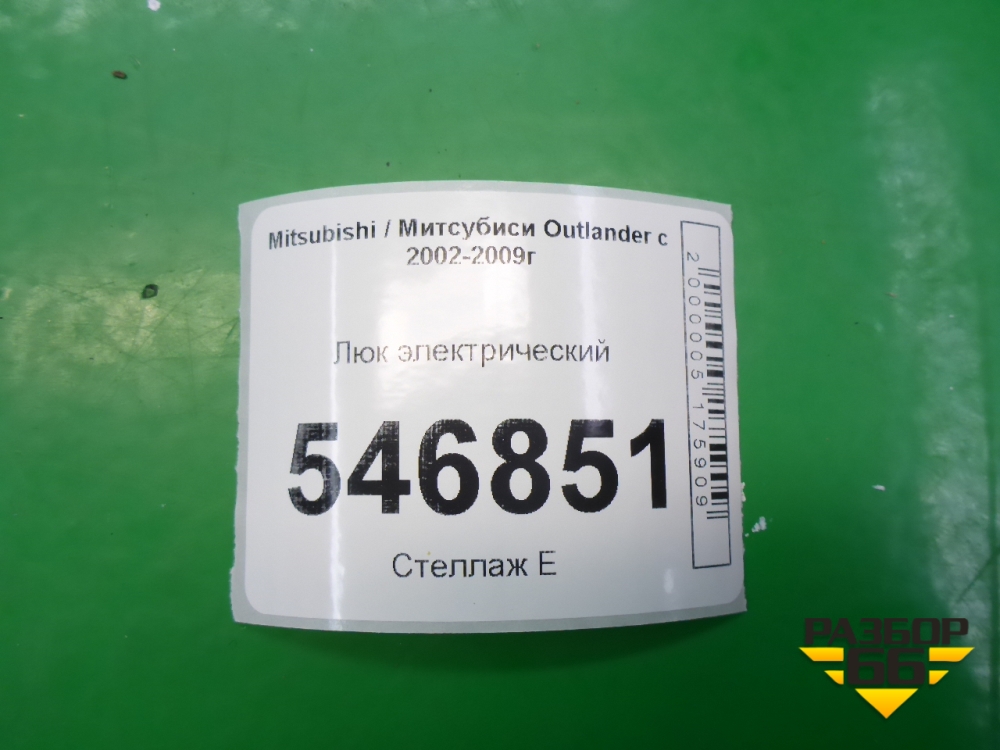 Mitsubishi / Митсубиси Outlander с
2002-2009г
Люк электрический
546851
Стеллаж Е
2000005175909
РАЗБОР
66